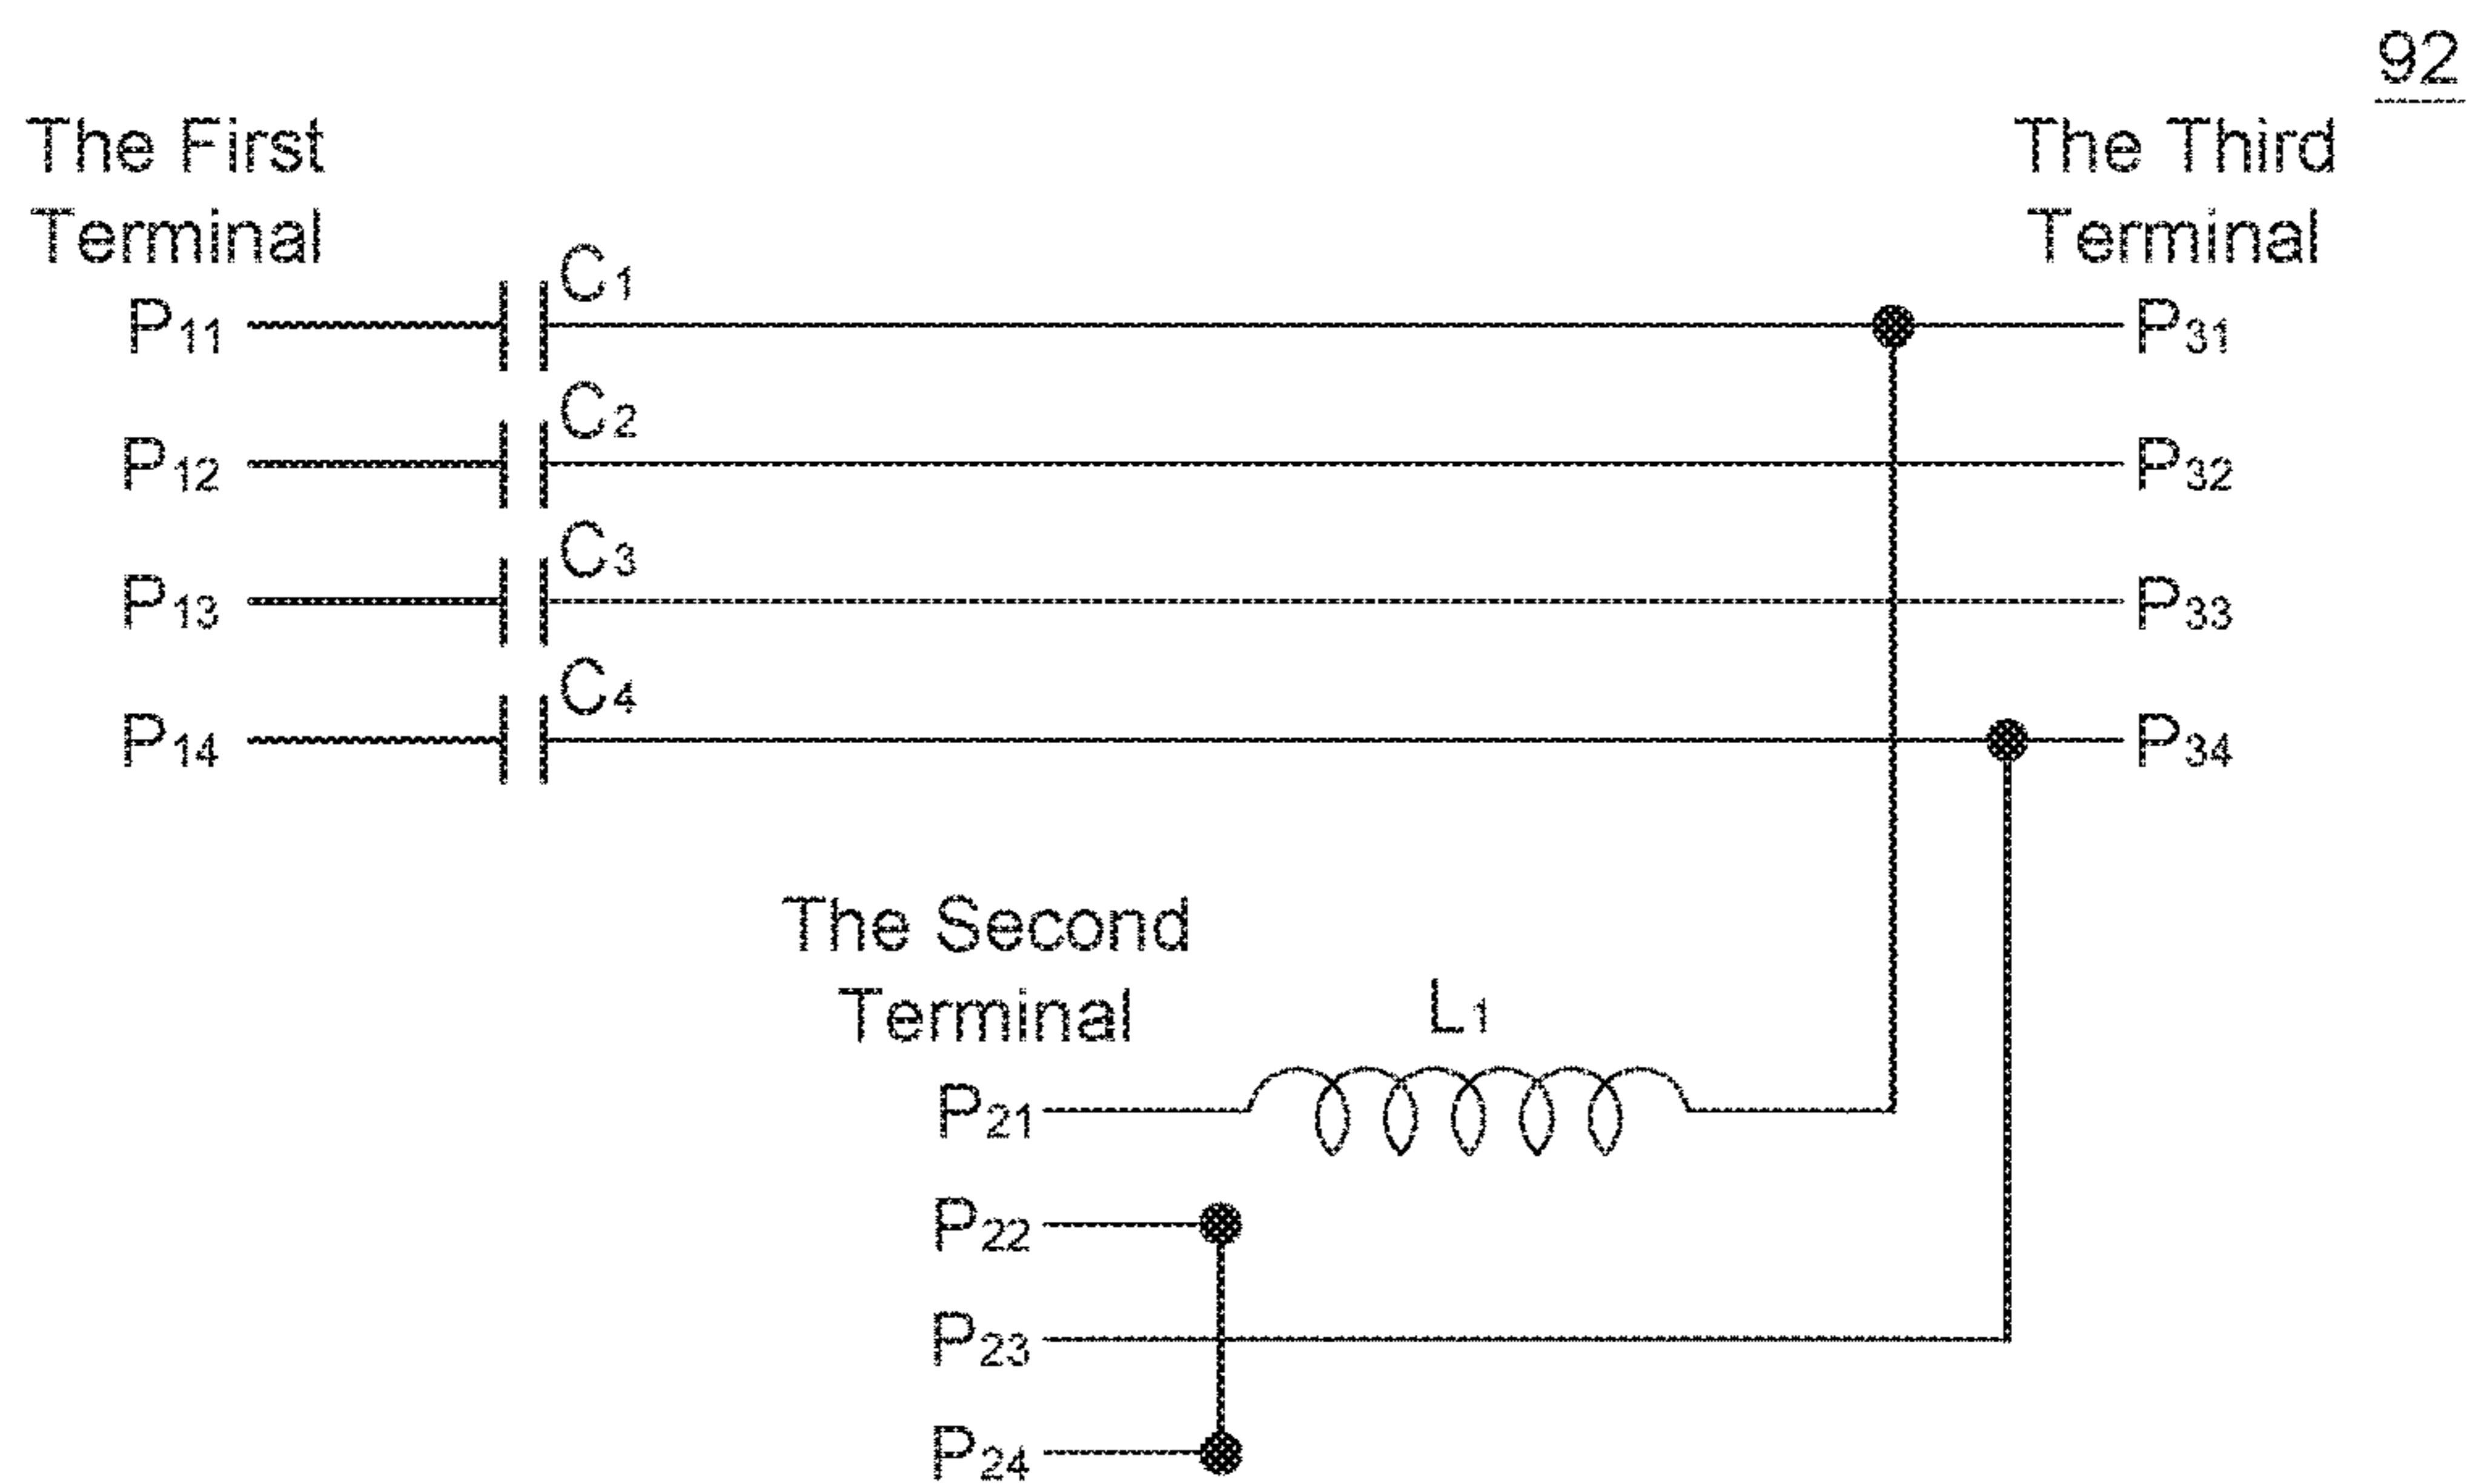 92
The First
Terminal
The Third
Terminal
P11
C1
P31
P12
C2
P32
P13
C3
P33
P14
C4
P34
The Second
Terminal
L1
P21
P22
P23
P24